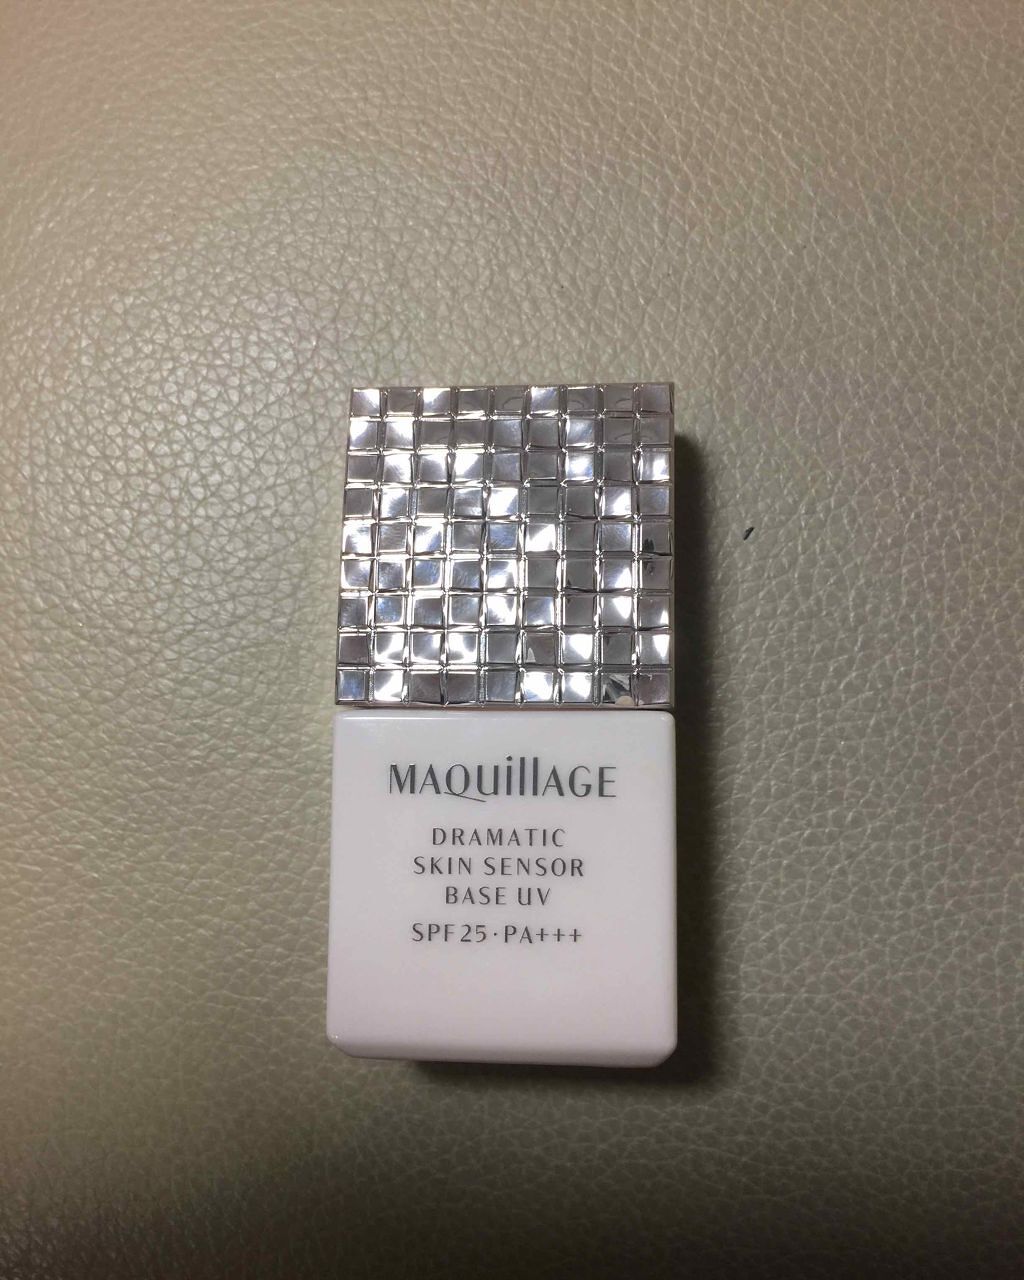 MAQuillAGE
DRAMATIC
SKIN SENSOR
BASE UV
SPF25·PA+++